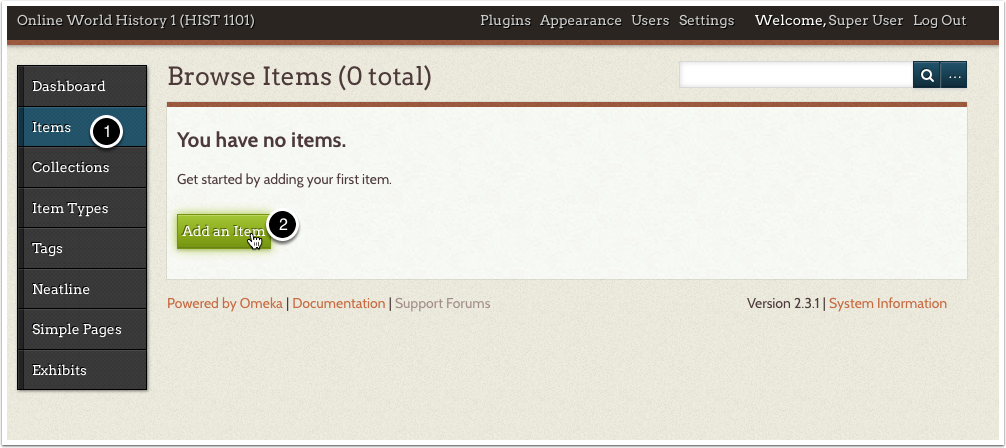 Online World History 1 (HIST 1101)
Plugins Appearance Users Settings Welcome, Super User Log Out
Dashboard
Items 1
Collections
Item Types
Tags
Neatline
Simple Pages
Exhibits
Browse Items (0 total)
...
You have no items.
Get started by adding your first item.
Add an Item 2
Powered by Omeka | Documentation | Support Forums
Version 2.3.1 | System Information